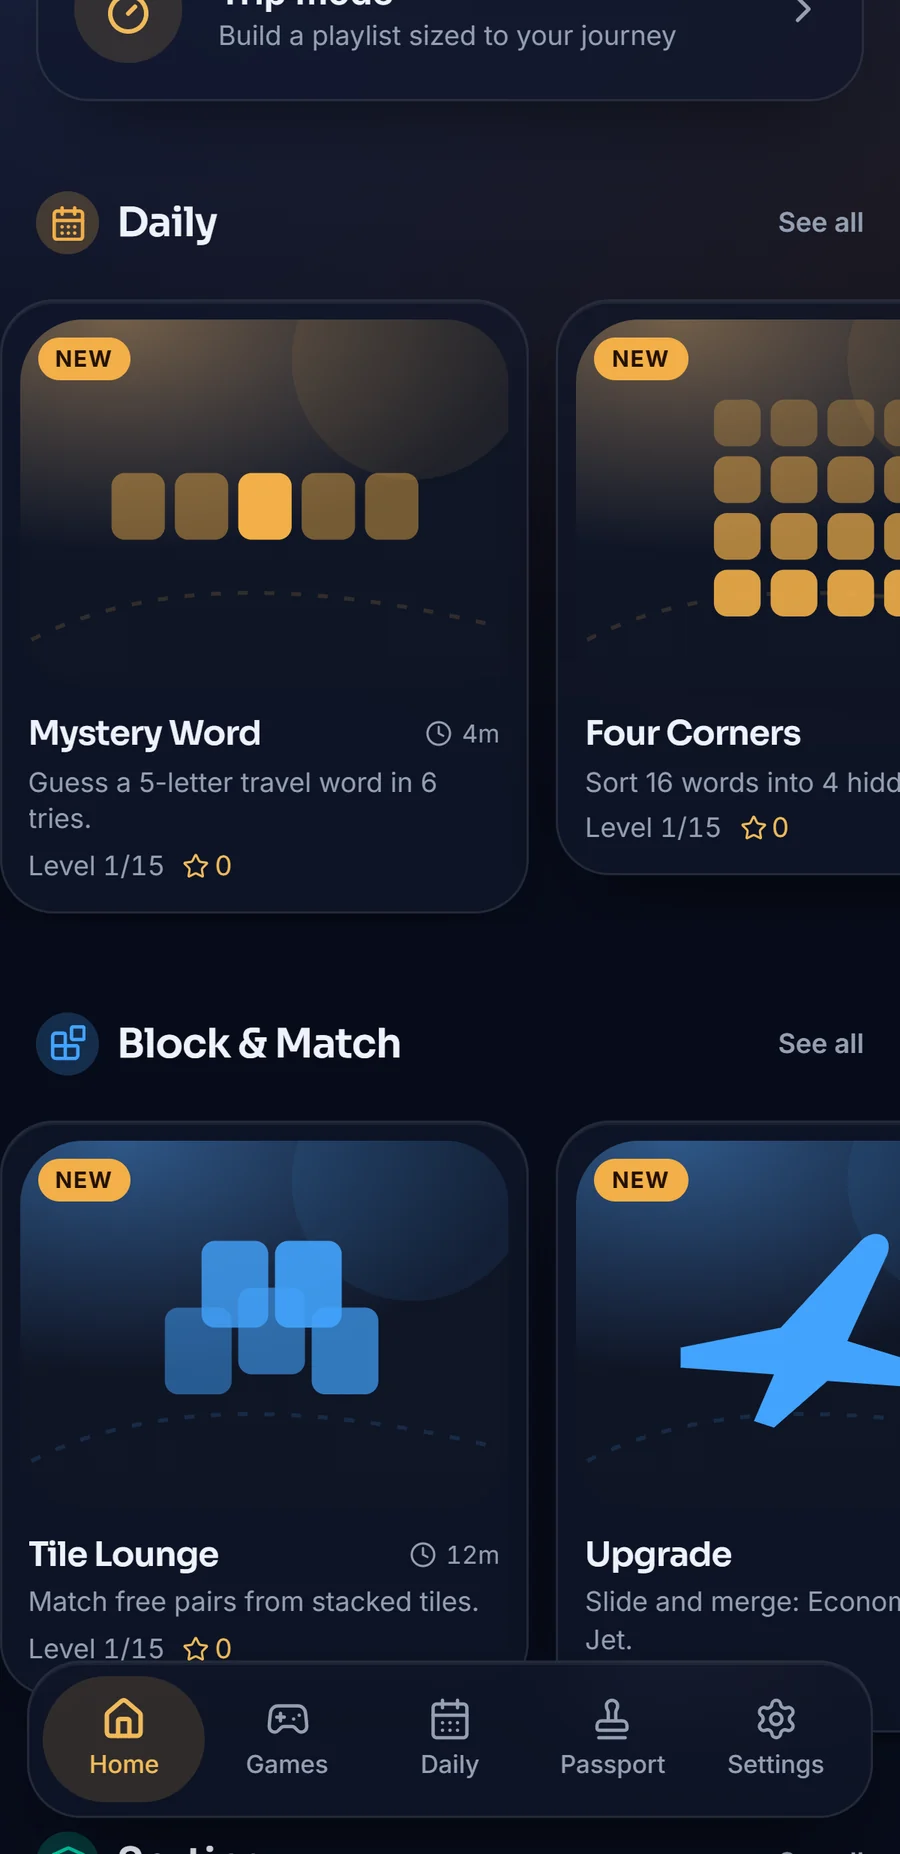 Trip mode
Build a playlist sized to your journey
Daily
See all
NEW
NEW
Mystery Word
4m
Guess a 5-letter travel word in 6
tries.
Level 1/15
0
Four Corners
Sort 16 words into 4 hidd
Level 1/15
0
Block & Match
See all
NEW
NEW
Tile Lounge
12m
Match free pairs from stacked tiles.
Level 1/15
0
Upgrade
Slide and merge: Econom
Jet.
Home
Games
Daily
Passport
Settings